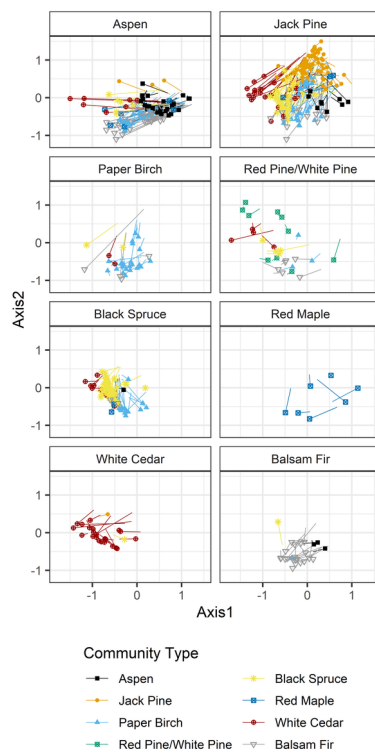 Aspen Jack Pine
1
0
-1
Paper Birch Red Pine/White Pine
1
0
-1
Axis2
Black Spruce Red Maple
1
0
-1
White Cedar Balsam Fir
1
0
-1
-1 0 1 -1 0 1
Axis1
Community Type
Aspen Black Spruce
Jack Pine Red Maple
Paper Birch White Cedar
Red Pine/White Pine Balsam Fir